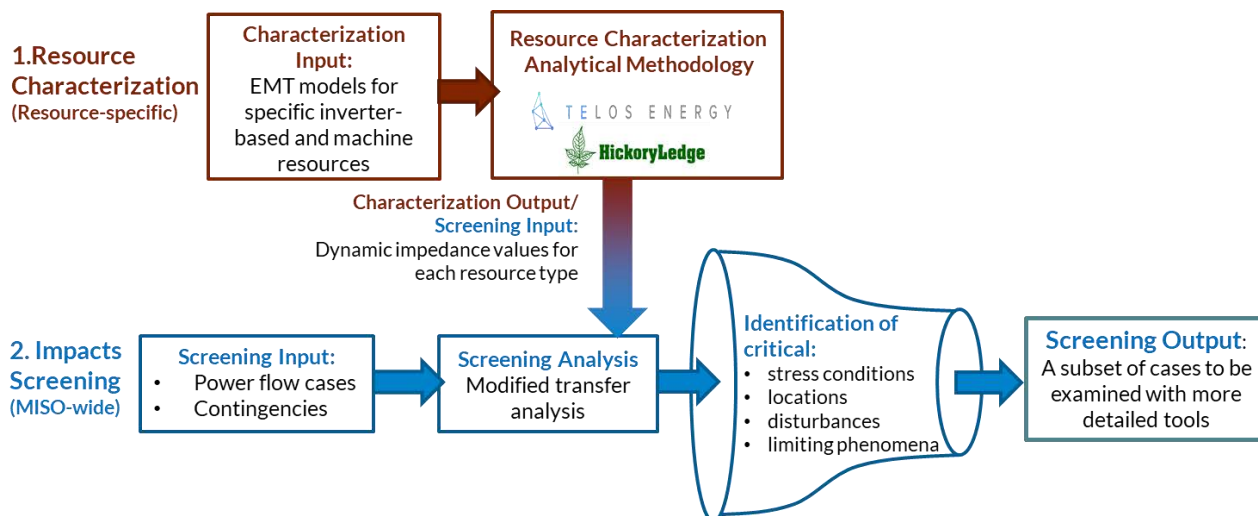 1.Resource
Characterization
(Resource-specific)
Characterization
Input:
EMT models for
specific inverter-
based and machine
resources
Resource Characterization
Analytical Methodology
TELOS ENERGY
HickoryLedge
Characterization Output/
Screening Input:
Dynamic impedance values for
each resource type
2. Impacts
Screening
(MISO-wide)
Screening Input:
• Power flow cases
• Contingencies
Screening Analysis
Modified transfer
analysis
Identification of
critical:
• stress conditions
• locations
• disturbances
• limiting phenomena
Screening Output:
A subset of cases to be
examined with more
detailed tools